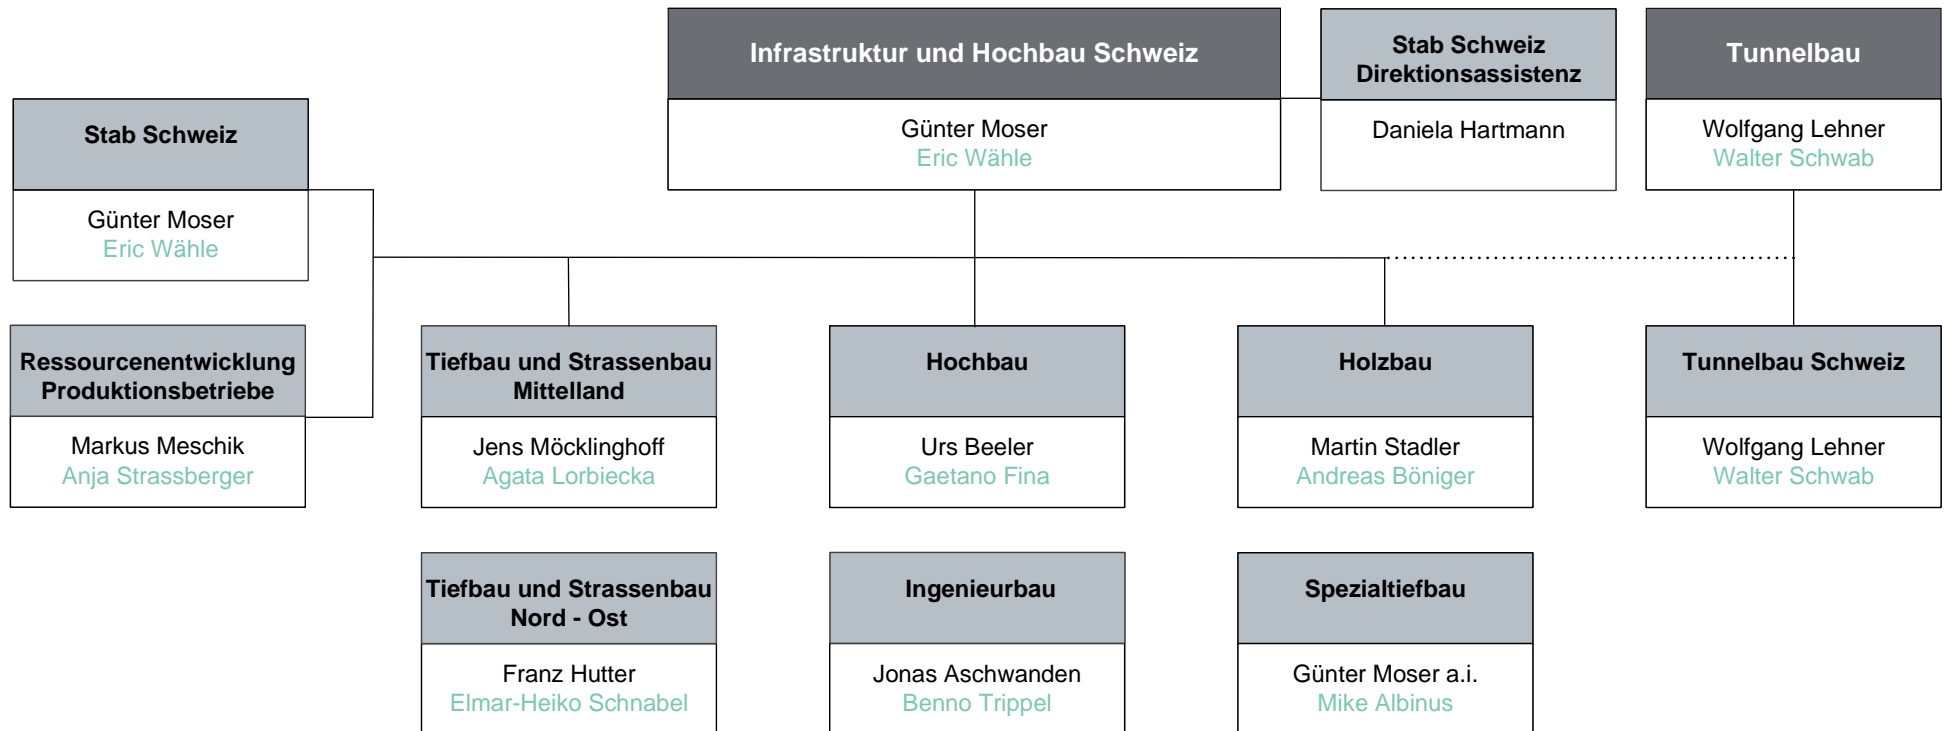 Infrastruktur und Hochbau Schweiz
Günter Moser
Eric Wähle
Stab Schweiz
Direktionsassistenz
Daniela Hartmann
Tunnelbau
Wolfgang Lehner
Walter Schwab
Stab Schweiz
Günter Moser
Eric Wähle
Ressourcenentwicklung
Produktionsbetriebe
Markus Meschik
Anja Strassberger
Tiefbau und Strassenbau
Mittelland
Jens Möcklinghoff
Agata Lorbiecka
Hochbau
Urs Beeler
Gaetano Fina
Holzbau
Martin Stadler
Andreas Böniger
Tunnelbau Schweiz
Wolfgang Lehner
Walter Schwab
Tiefbau und Strassenbau
Nord - Ost
Franz Hutter
Elmar-Heiko Schnabel
Ingenieurbau
Jonas Aschwanden
Benno Trippel
Spezialtiefbau
Günter Moser a.i.
Mike Albinus